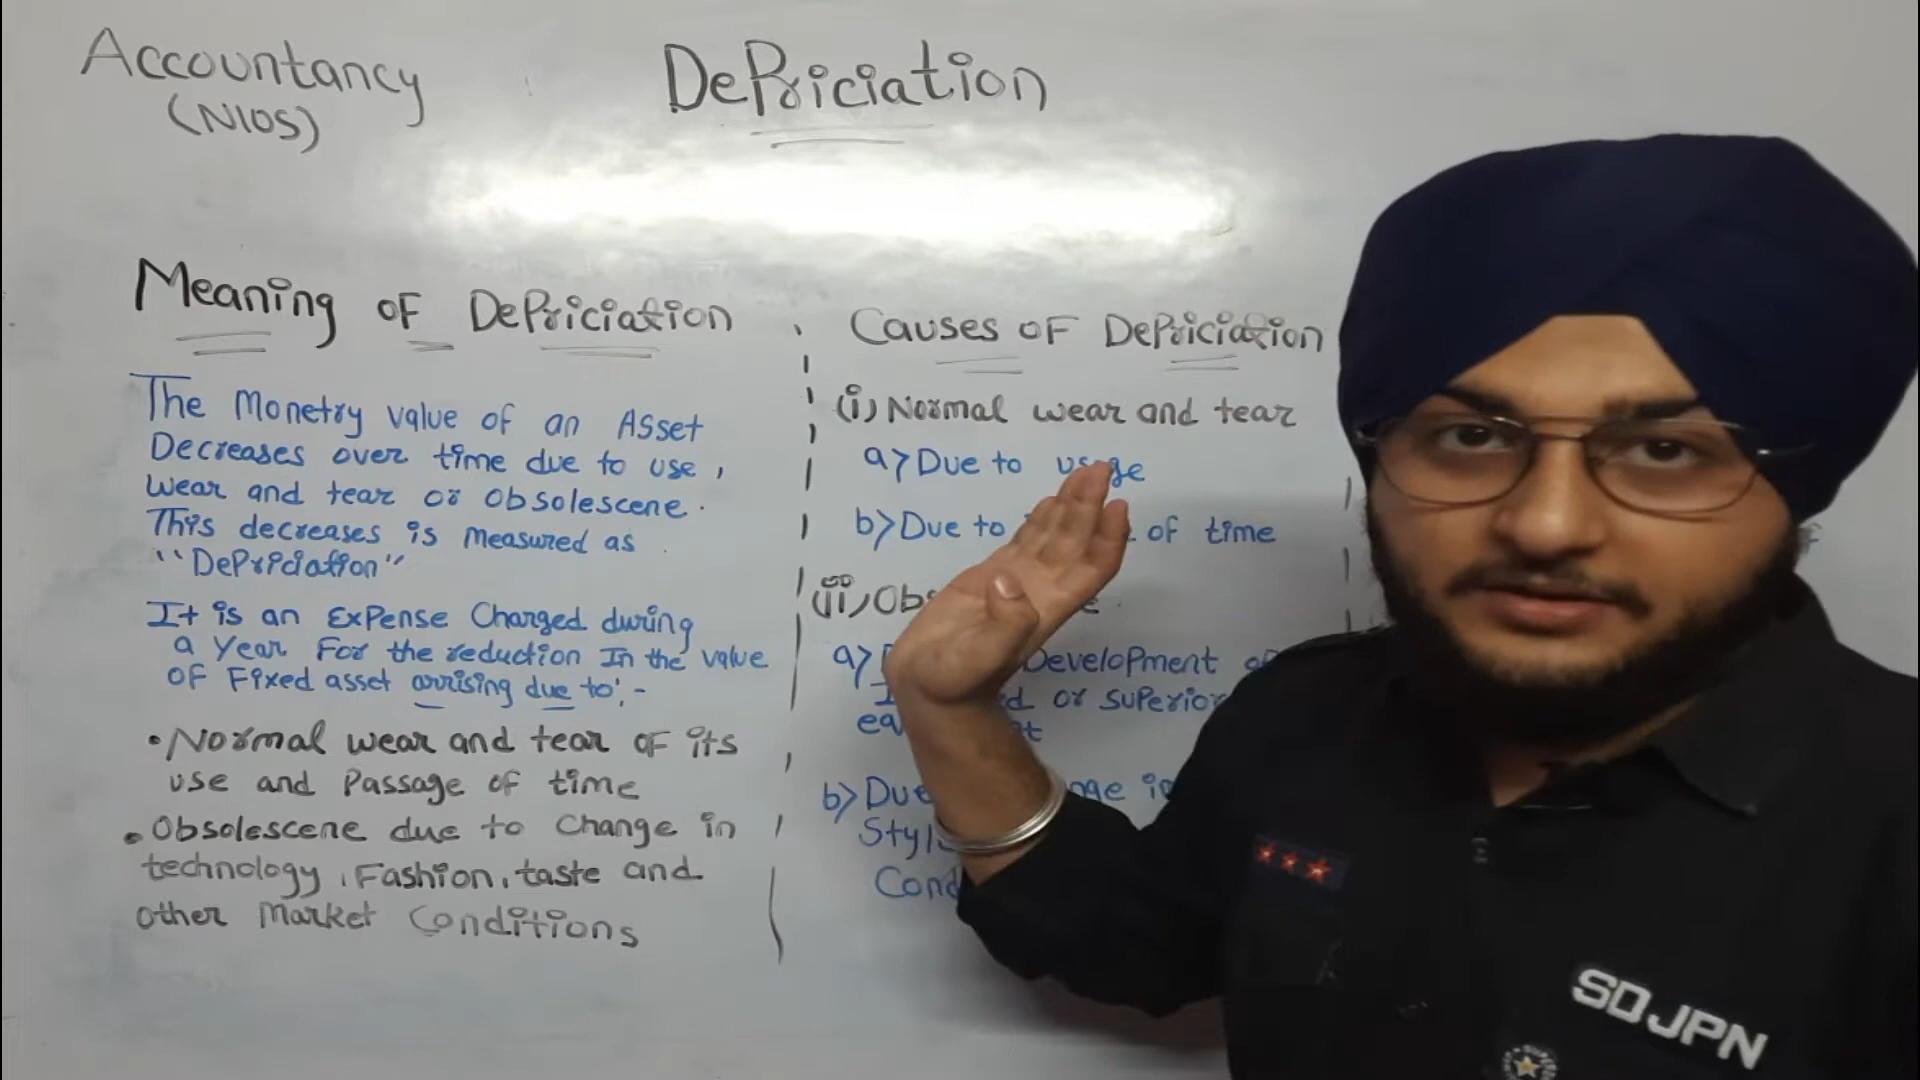 Accountancy
(NIOS)
DePriciation
Meaning of DePriciation
The Monetry value of an Asset
Decreases over time due to use,
wear and tear or obsolescene.
This decreases is measured as
"DePriciation"
It is an Expense Charged during
a year For the reduction In the value
of Fixed asset arrising due to:-
• Normal wear and tear of its
use and Passage of time
• Obsolescene due to change in
technology, Fashion, taste and
other Market Conditions
Causes of DePriciation
(i) Normal wear and tear
a> Due to usage
b> Due to of time
(ii)
a> DeveloPment
or suPerior
b> Due
SDJPN